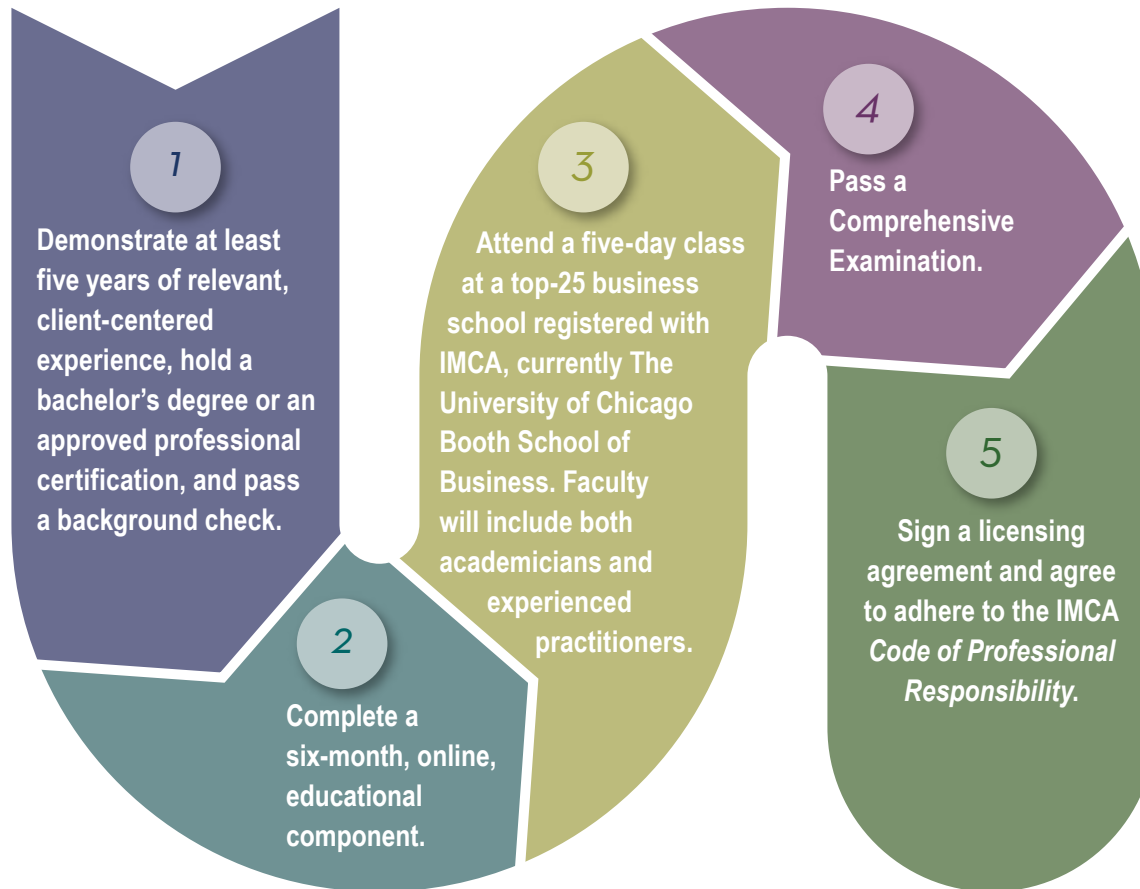 1
Demonstrate at least
five years of relevant,
client-centered
experience, hold a
bachelor’s degree or an
approved professional
certification, and pass
a background check.
2
Complete a
six-month, online,
educational
component.
3
Attend a five-day class
at a top-25 business
school registered with
IMCA, currently The
University of Chicago
Booth School of
Business. Faculty
will include both
academicians and
experienced
practitioners.
4
Pass a
Comprehensive
Examination.
5
Sign a licensing
agreement and agree
to adhere to the IMCA
Code of Professional
Responsibility.